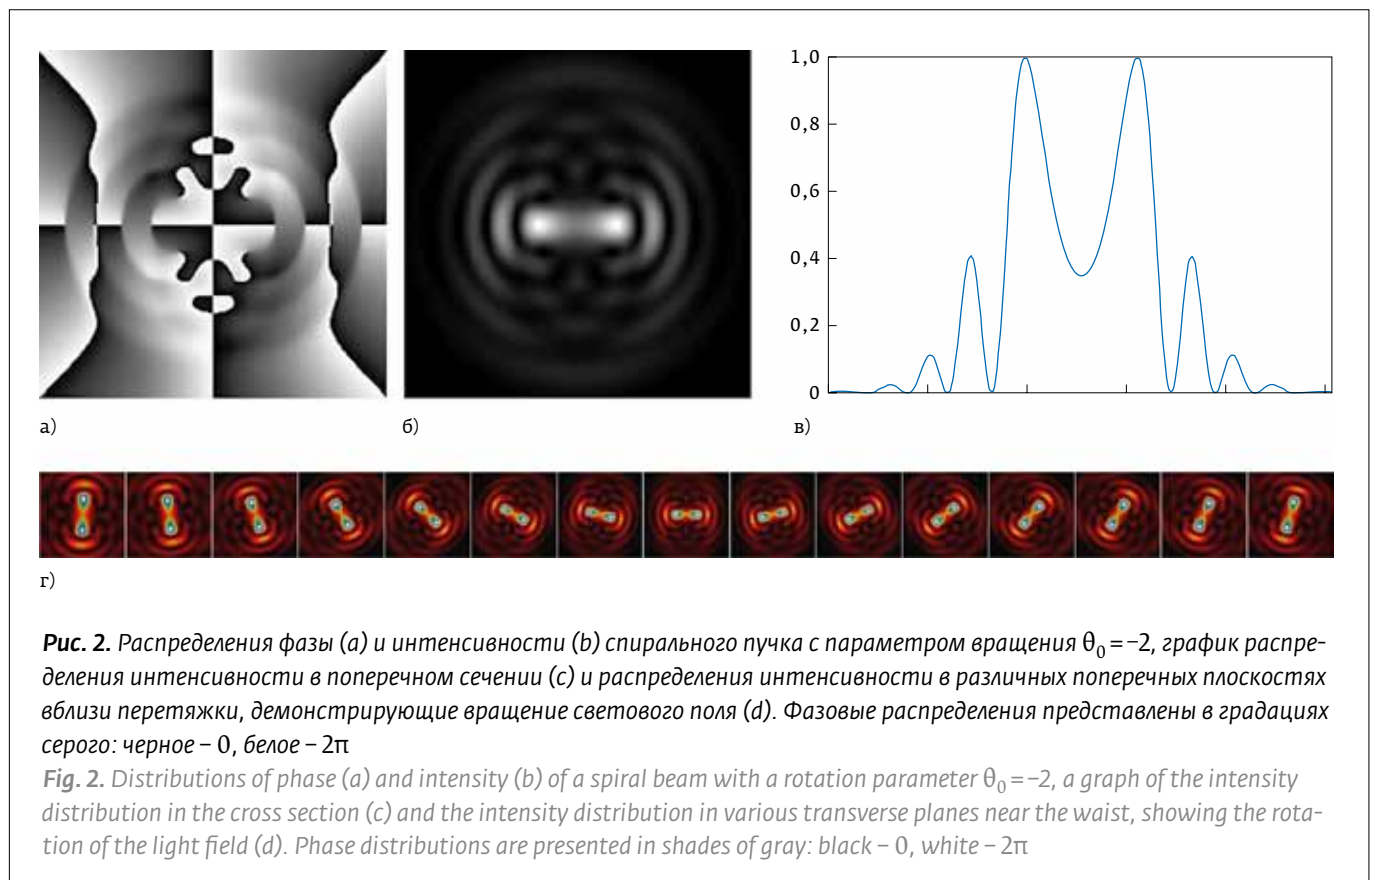 1,0
0,8
0,6
0,4
0,2
0
а)
б)
в)
г)
Рис. 2. Распределения фазы (a) и интенсивности (b) спирального пучка с параметром вращения θ₀ = –2, график распре-
деления интенсивности в поперечном сечении (c) и распределения интенсивности в различных поперечных плоскостях
вблизи перетяжки, демонстрирующие вращение светового поля (d). Фазовые распределения представлены в градациях
серого: черное – 0, белое – 2π
Fig. 2. Distributions of phase (a) and intensity (b) of a spiral beam with a rotation parameter θ₀ = –2, a graph of the intensity
distribution in the cross section (c) and the intensity distribution in various transverse planes near the waist, showing the rota-
tion of the light field (d). Phase distributions are presented in shades of gray: black – 0, white – 2π